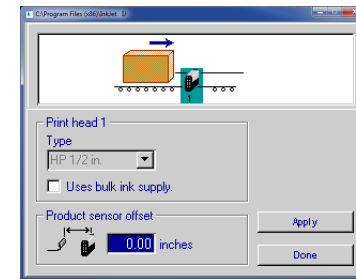 C:\Program Files (x86)\InkJet
1
Print head 1
Type
HP 1/2 in.
Uses bulk ink supply.
Product sensor offset
0.00 inches
Apply
Done